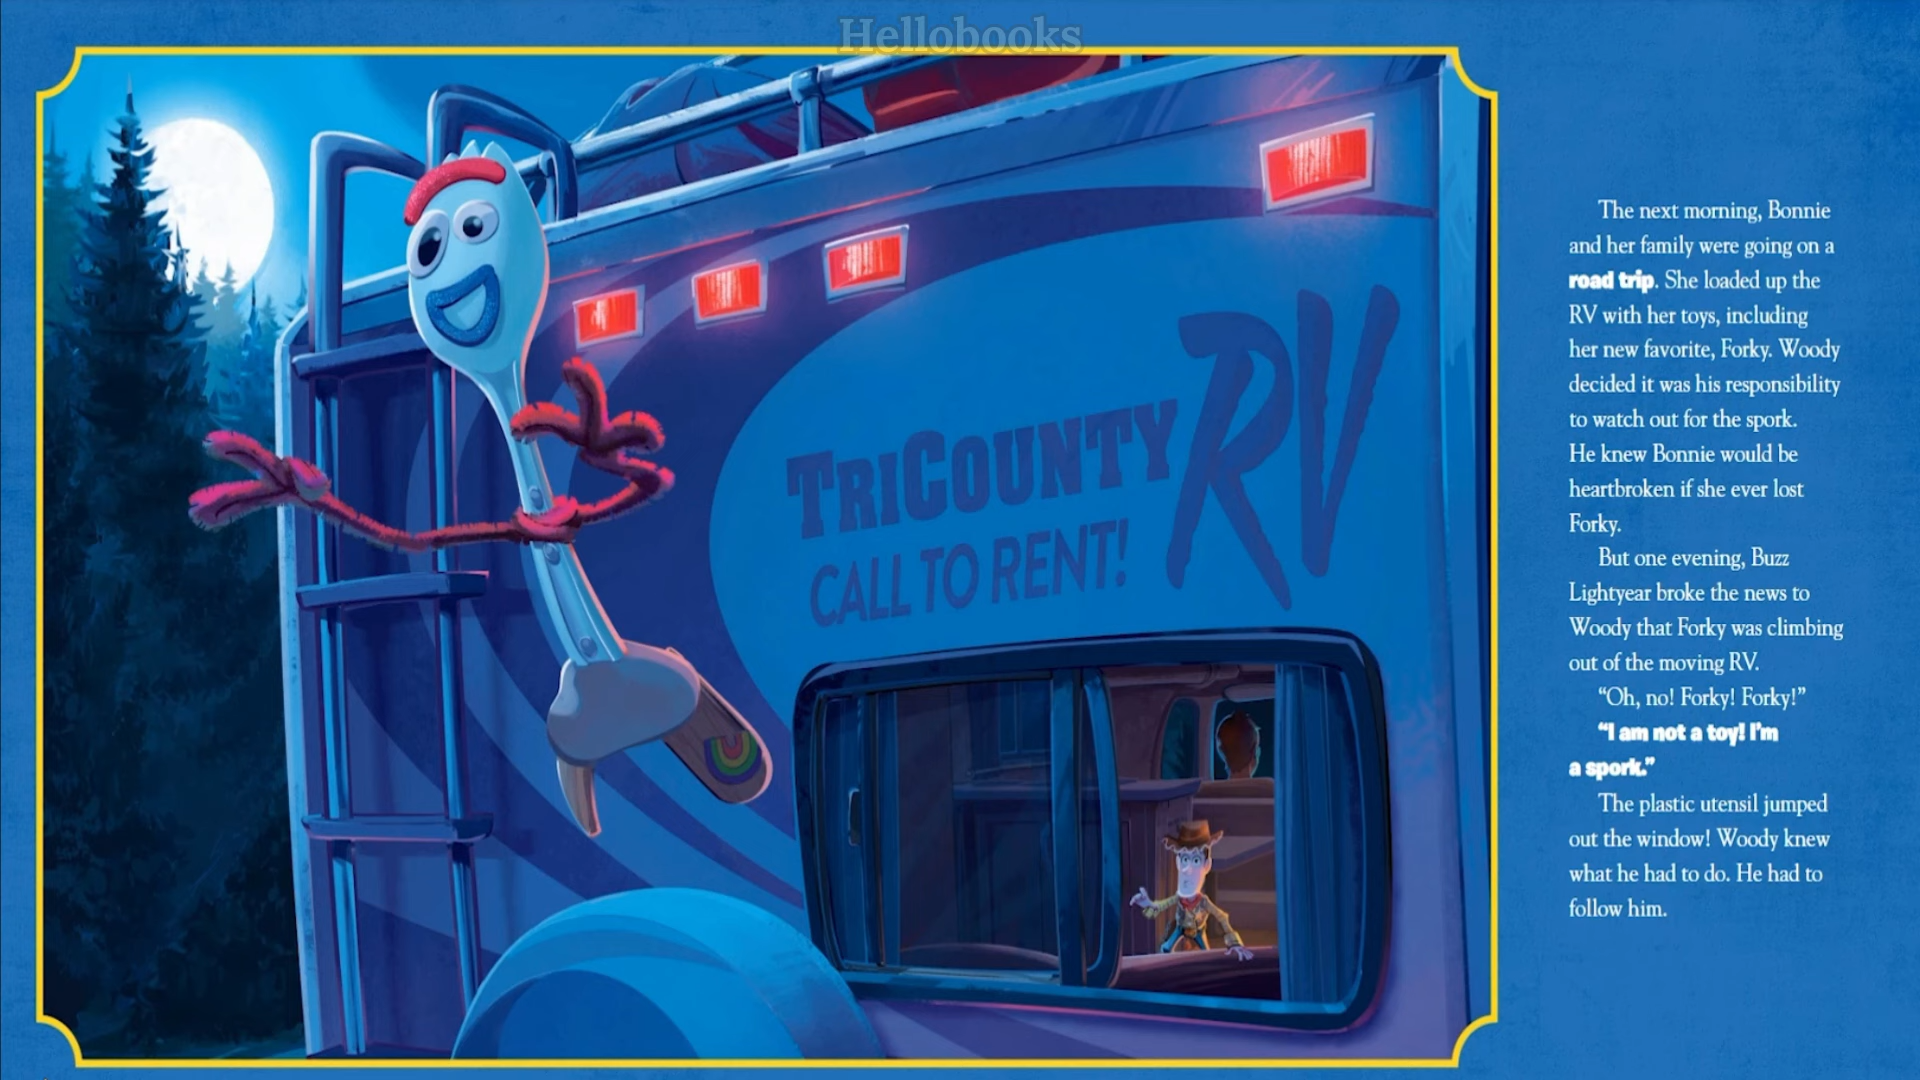 Hellobooks
TRICOUNTY RV
CALL TO RENT!
The next morning, Bonnie
and her family were going on a
road trip. She loaded up the
RV with her toys, including
her new favorite, Forky. Woody
decided it was his responsibility
to watch out for the spork.
He knew Bonnie would be
heartbroken if she ever lost
Forky.
But one evening, Buzz
Lightyear broke the news to
Woody that Forky was climbing
out of the moving RV.
“Oh, no! Forky! Forky!”
“I am not a toy! I’m
a spork.”
The plastic utensil jumped
out the window! Woody knew
what he had to do. He had to
follow him.